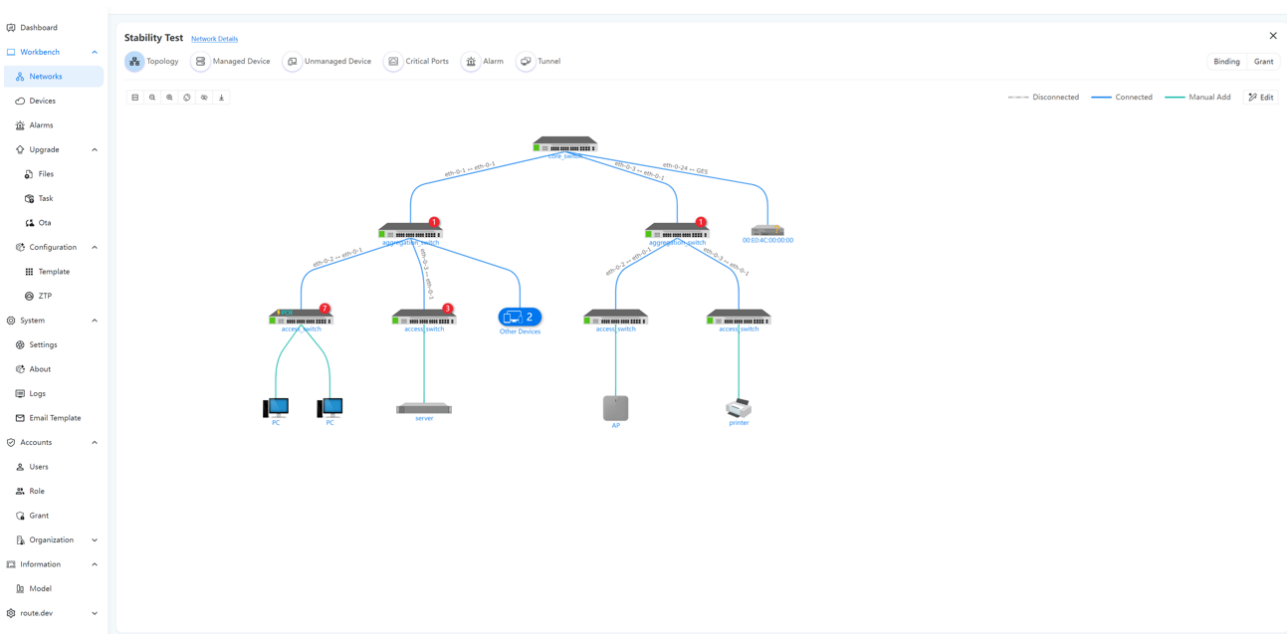 Dashboard
Workbench
Networks
Devices
Alarms
Upgrade
Files
Task
Ota
Configuration
Template
ZTP
System
Settings
About
Logs
Email Template
Accounts
Users
Role
Grant
Organization
Information
Model
route.dev
Stability Test Network Details
Topology Managed Device Unmanaged Device Critical Ports Alarm Tunnel
Binding Grant
Disconnected Connected Manual Add Edit
core_switch
eth-0-1 ↔ eth-0-1
eth-0-3 ↔ eth-0-1
eth-0-24 ↔ GE5
1
aggregation_switch
1
aggregation_switch
00:E0:4C:00:00:00
eth-0-2 ↔ eth-0-1
eth-0-3 ↔ eth-0-1
eth-0-2 ↔ eth-0-1
eth-0-3 ↔ eth-0-1
7
access_switch
3
access_switch
2
Other Devices
access_switch
access_switch
PC
PC
server
AP
printer